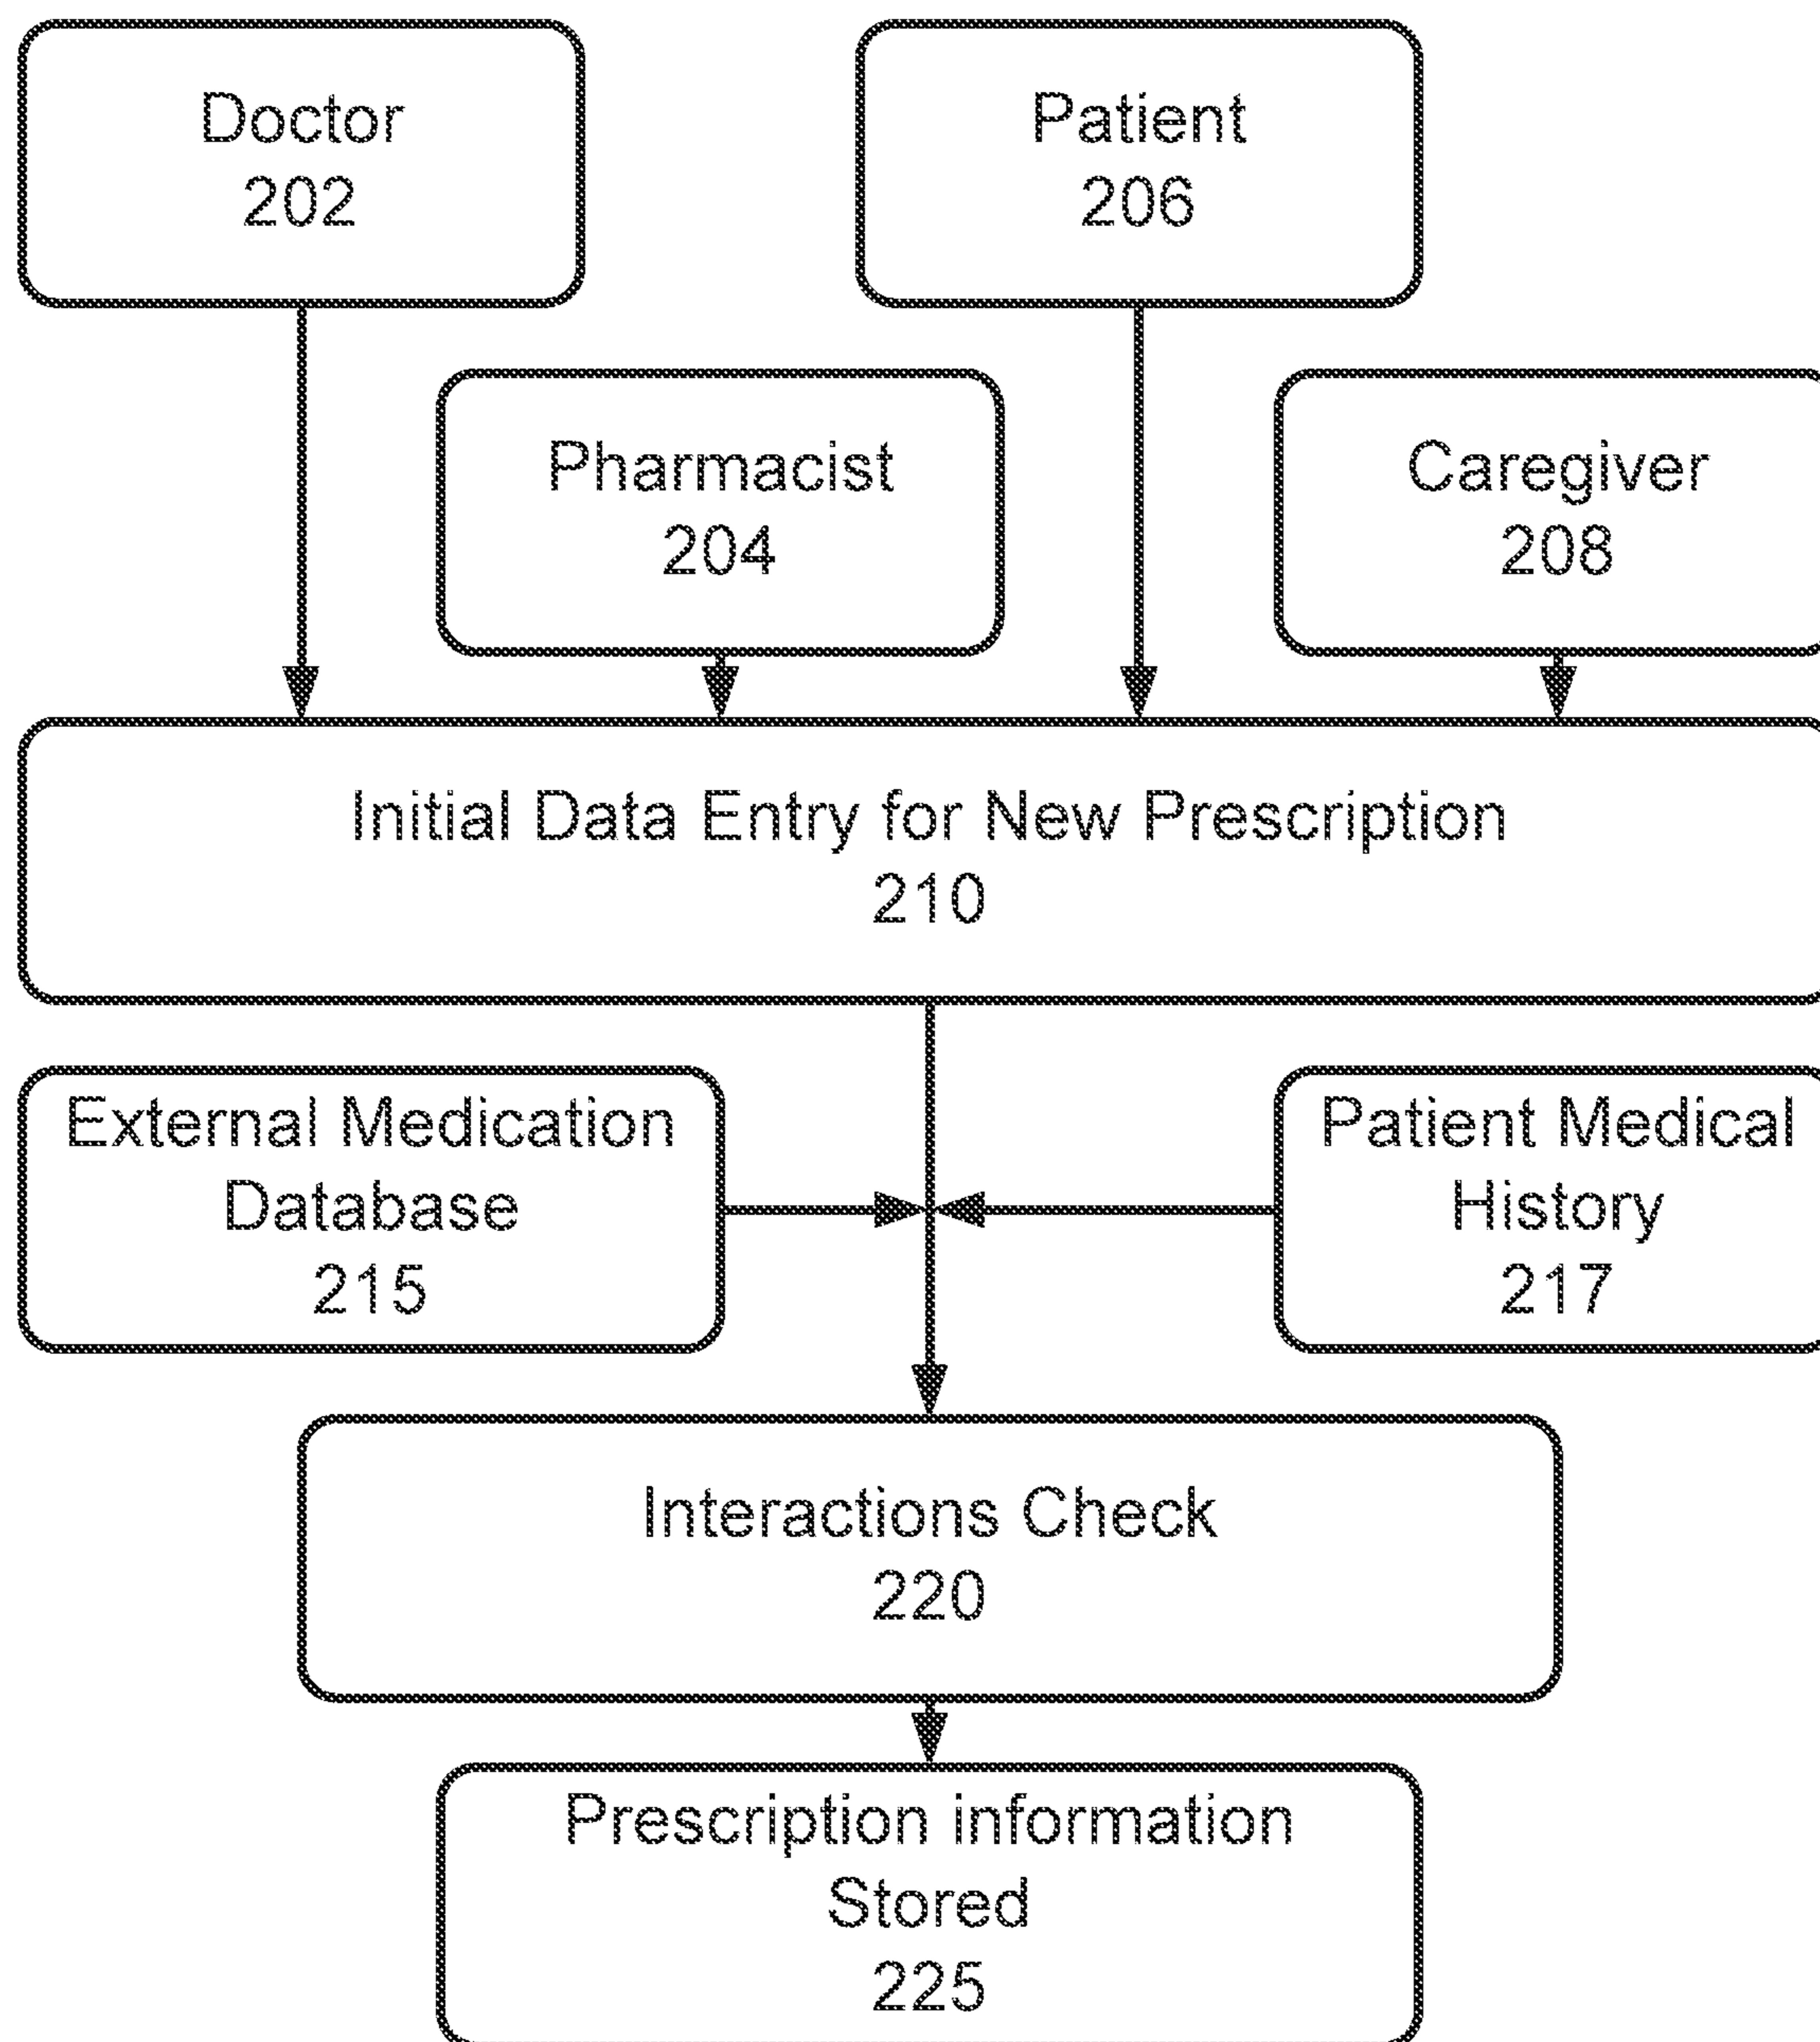 Doctor
202
Patient
206
Pharmacist
204
Caregiver
208
Initial Data Entry for New Prescription
210
External Medication
Database
215
Patient Medical
History
217
Interactions Check
220
Prescription information
Stored
225